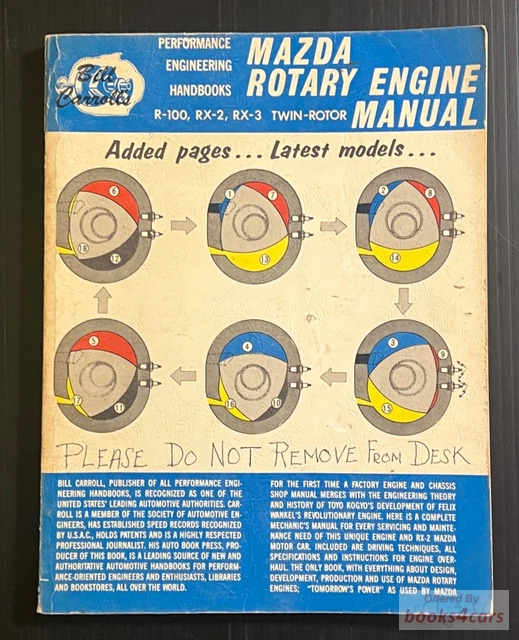 Bill
Carroll's
PERFORMANCE
ENGINEERING
HANDBOOKS
MAZDA
ROTARY ENGINE
R-100, RX-2, RX-3 TWIN-ROTOR MANUAL
Added pages... Latest models...
6
18
12
1
7
13
2
8
14
5
17
11
4
16
10
3
9
15
PLEASE DO NOT REMOVE FROM DESK
BILL CARROLL, PUBLISHER OF ALL PERFORMANCE ENGI-
NEERING HANDBOOKS, IS RECOGNIZED AS ONE OF THE
UNITED STATES' LEADING AUTOMOTIVE AUTHORITIES. CAR-
ROLL IS A MEMBER OF THE SOCIETY OF AUTOMOTIVE EN-
GINEERS, HAS ESTABLISHED SPEED RECORDS RECOGNIZED
BY U.S.A.C., HOLDS PATENTS AND IS A HIGHLY RESPECTED
PROFESSIONAL JOURNALIST. HIS AUTO BOOK PRESS, PRO-
DUCER OF THIS BOOK, IS A LEADING SOURCE OF NEW AND
AUTHORITATIVE AUTOMOTIVE HANDBOOKS FOR PERFORM-
ANCE-ORIENTED ENGINEERS AND ENTHUSIASTS, LIBRARIES
AND BOOKSTORES, ALL OVER THE WORLD.
FOR THE FIRST TIME A FACTORY ENGINE AND CHASSIS
SHOP MANUAL MERGES WITH THE ENGINEERING THEORY
AND HISTORY OF TOYO KOGYO'S DEVELOPMENT OF FELIX
WANKEL'S REVOLUTIONARY ENGINE. HERE IS A COMPLETE
MECHANIC'S MANUAL FOR EVERY SERVICING AND MAINTE-
NANCE NEED OF THIS UNIQUE ENGINE AND RX-2 MAZDA
MOTOR CAR. INCLUDED ARE DRIVING TECHNIQUES, ALL
SPECIFICATIONS AND INSTRUCTIONS FOR ENGINE OVER-
HAUL. THE ONLY BOOK, WITH EVERYTHING ABOUT DESIGN,
DEVELOPMENT, PRODUCTION AND USE OF MAZDA ROTARY
ENGINES; "TOMORROW'S POWER" AS USED BY MAZDA
Offered By
books4cars